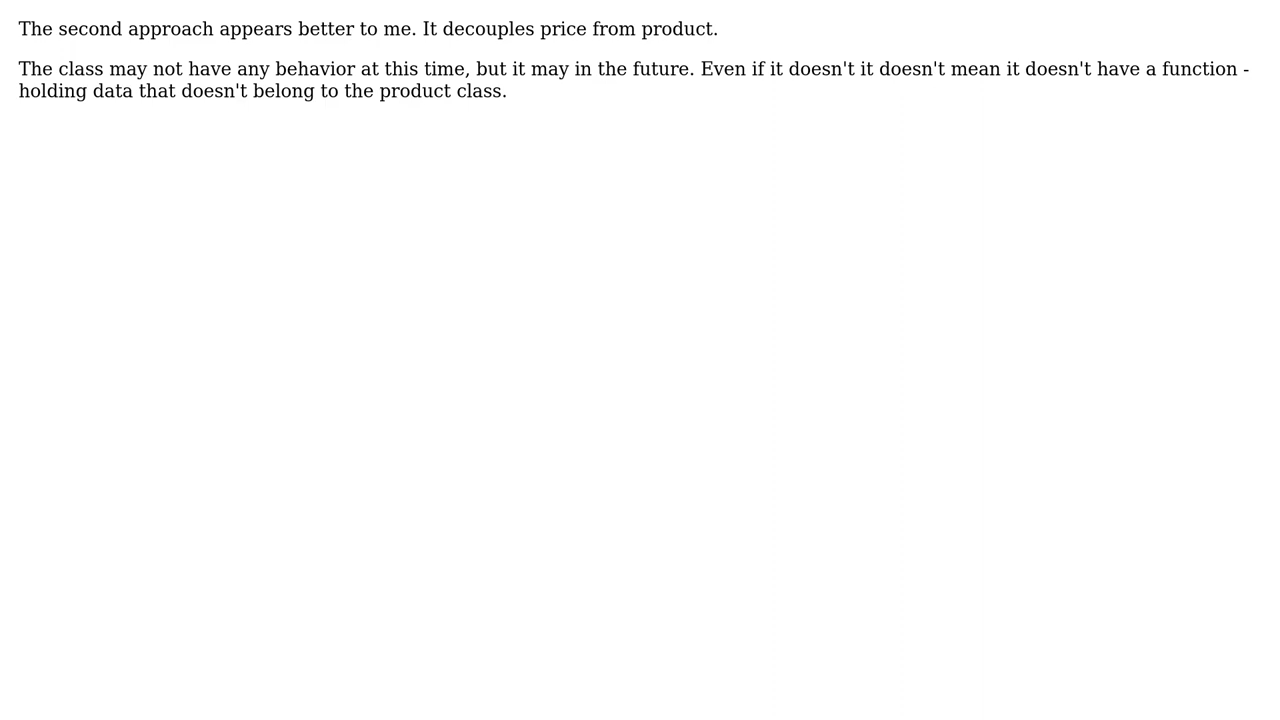 The second approach appears better to me. It decouples price from product.
The class may not have any behavior at this time, but it may in the future. Even if it doesn't it doesn't mean it doesn't have a function -
holding data that doesn't belong to the product class.